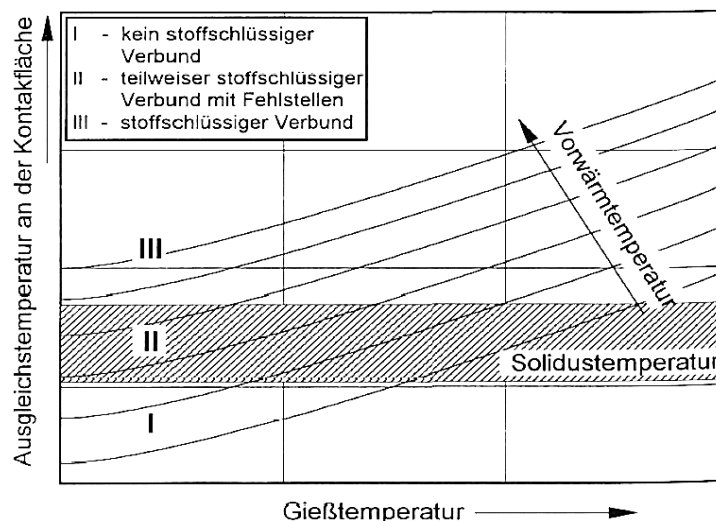 I - kein stoffschlüssiger
Verbund
II - teilweiser stoffschlüssiger
Verbund mit Fehlstellen
III - stoffschlüssiger Verbund
Ausgleichstemperatur an der Kontakfläche
Vorwärmtemperatur
III
II
Solidustemperatur
I
Gießtemperatur